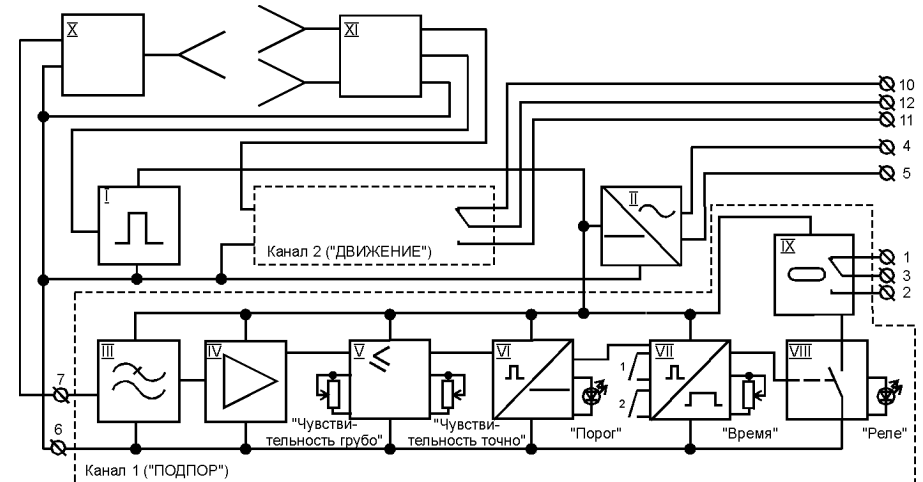 X
XI
10
12
11
4
5
I
II
Канал 2 ("ДВИЖЕНИЕ")
IX
1
3
2
III
IV
V
VI
VII
VIII
7
1
2
6
"Чувстви-
тельность грубо"
"Чувстви-
тельность точно"
"Порог"
"Время"
"Реле"
Канал 1 ("ПОДПОР")